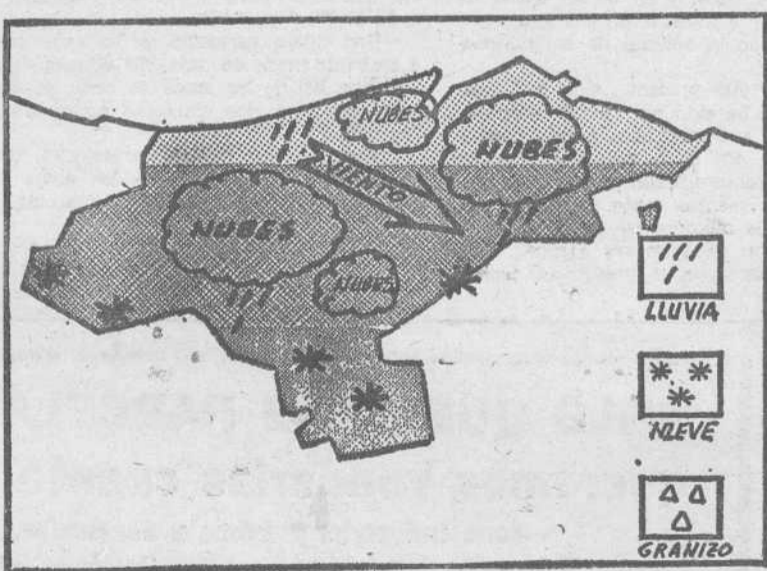 NUBES
NUBES
VIENTO
NUBES
NUBES
LLUVIA
NIEVE
GRANIZO